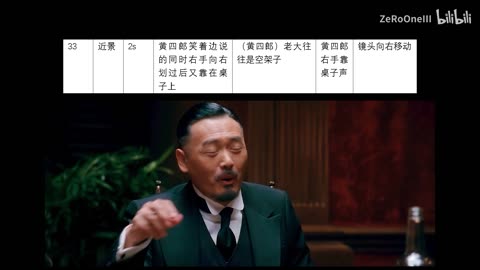 ZeRoOneIII bilibili
33 近景 2s 黄四郎笑着边说 （黄四郎）老大往 黄四郎 镜头向右移动
的同时右手向右 往是空架子 右手靠
划过后又靠在桌 桌子声
子上